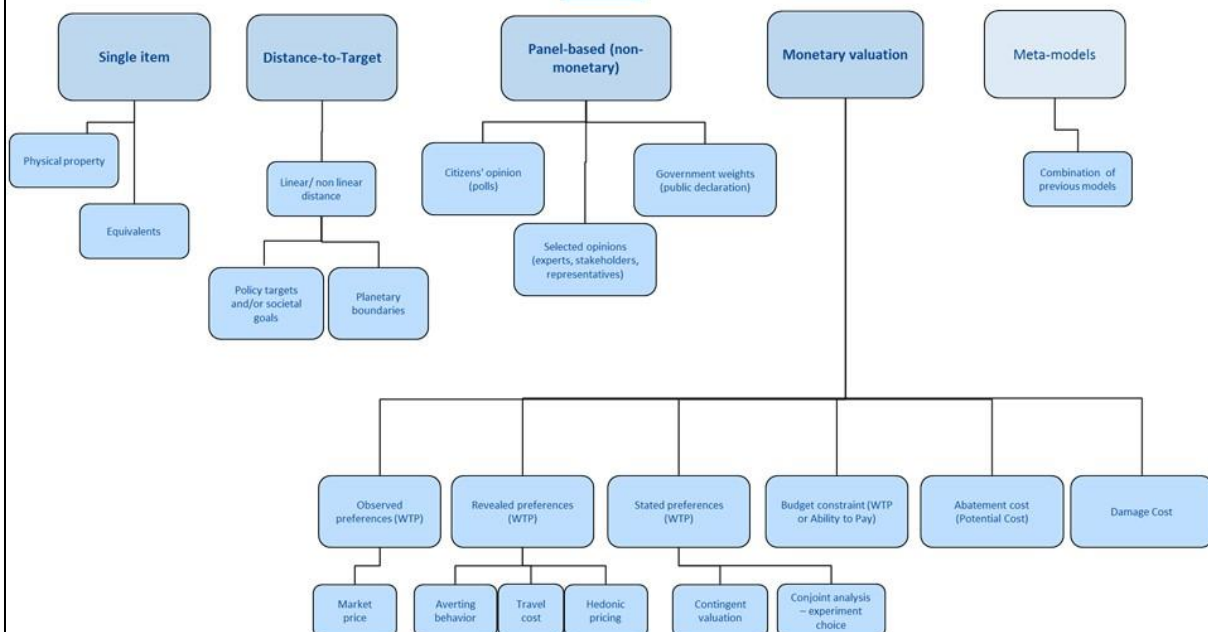 Single item
Distance-to-Target
Panel-based (non-
monetary)
Monetary valuation
Meta-models
Physical property
Equivalents
Linear/ non linear
distance
Policy targets
and/or societal
goals
Planetary
boundaries
Citizens' opinion
(polls)
Selected opinions
(experts, stakeholders,
representatives)
Government weights
(public declaration)
Combination of
previous models
Observed
preferences (WTP)
Revealed preferences
(WTP)
Stated preferences
(WTP)
Budget constraint (WTP
or Ability to Pay)
Abatement cost
(Potential Cost)
Damage Cost
Market
price
Averting
behavior
Travel
cost
Hedonic
pricing
Contingent
valuation
Conjoint analysis
– experiment
choice